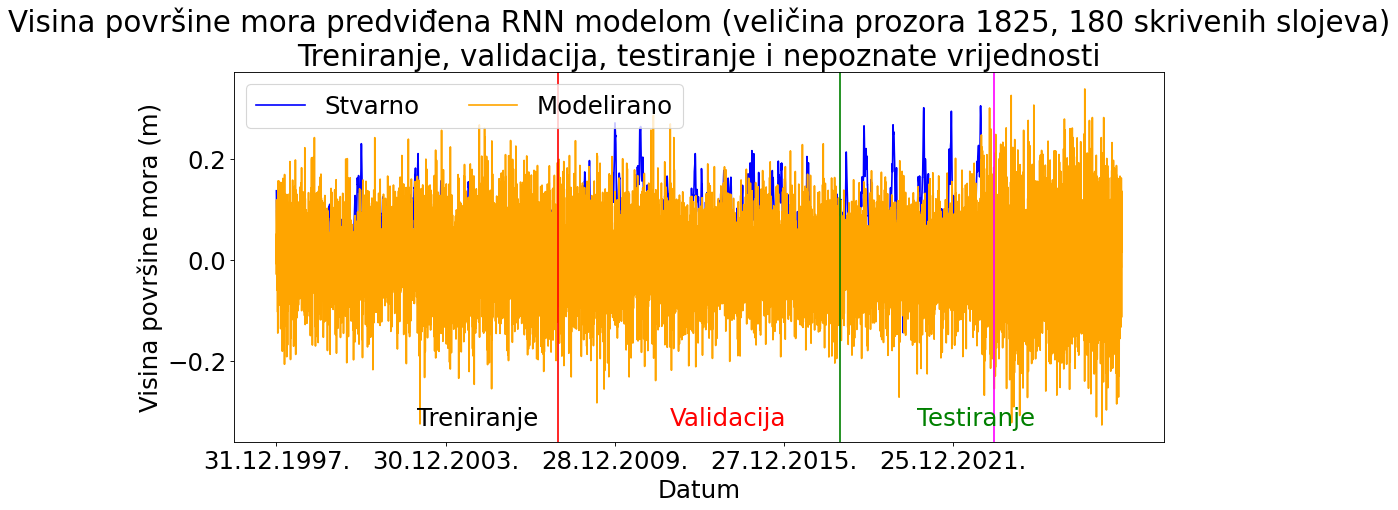 Visina površine mora predviđena RNN modelom (veličina prozora 1825, 180 skrivenih slojeva)
Treniranje, validacija, testiranje i nepoznate vrijednosti
Stvarno
Modelirano
Visina površine mora (m)
0.2
0.0
−0.2
Treniranje
Validacija
Testiranje
31.12.1997.
30.12.2003.
28.12.2009.
27.12.2015.
25.12.2021.
Datum